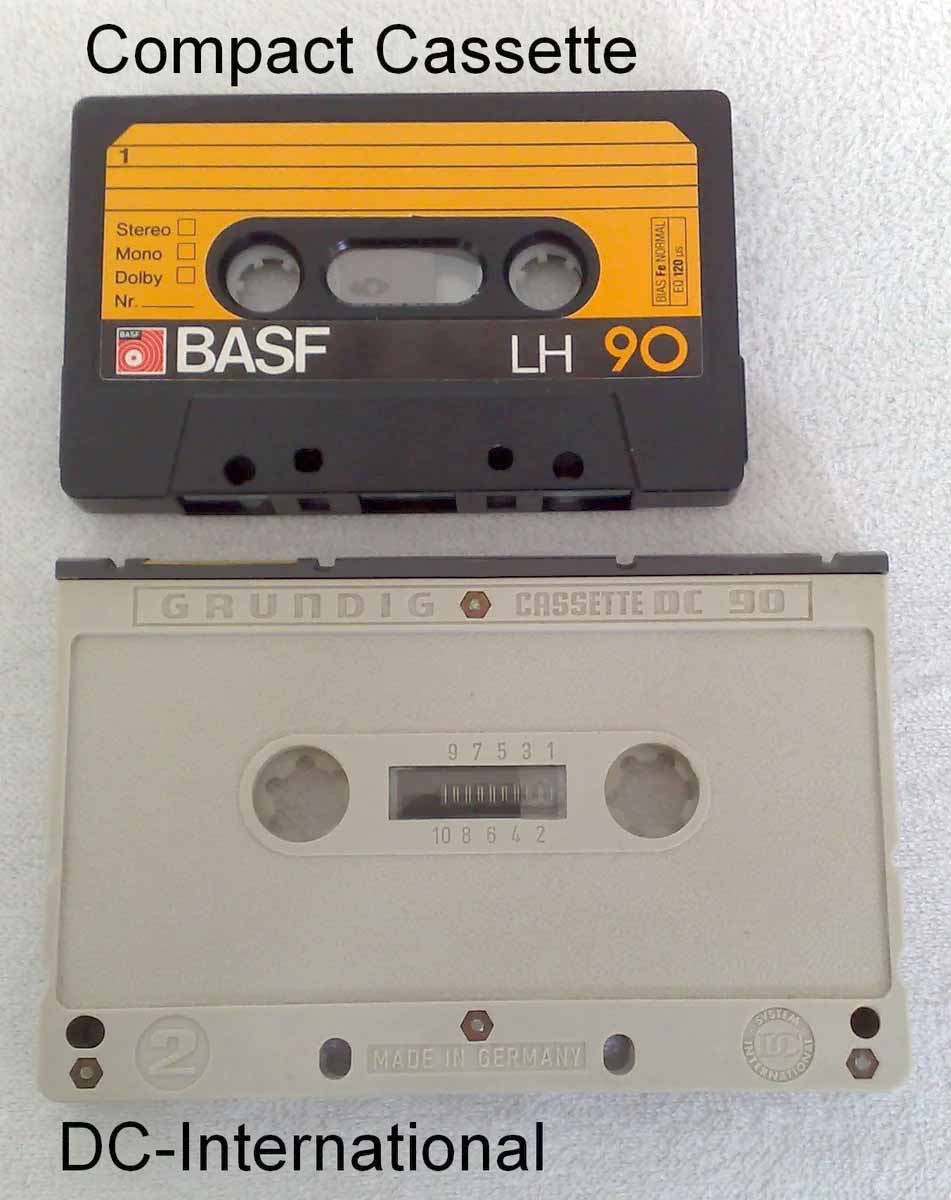 Compact Cassette
1
Stereo
Mono
Dolby
Nr.
BIAS Fe NORMAL
EQ 120 µs
BASF
BASF LH 90
GRUNDIG CASSETTE DC 90
9 7 5 3 1
10 8 6 4 2
2
MADE IN GERMANY
SYSTEM
DC
INTERNATIONAL
DC-International